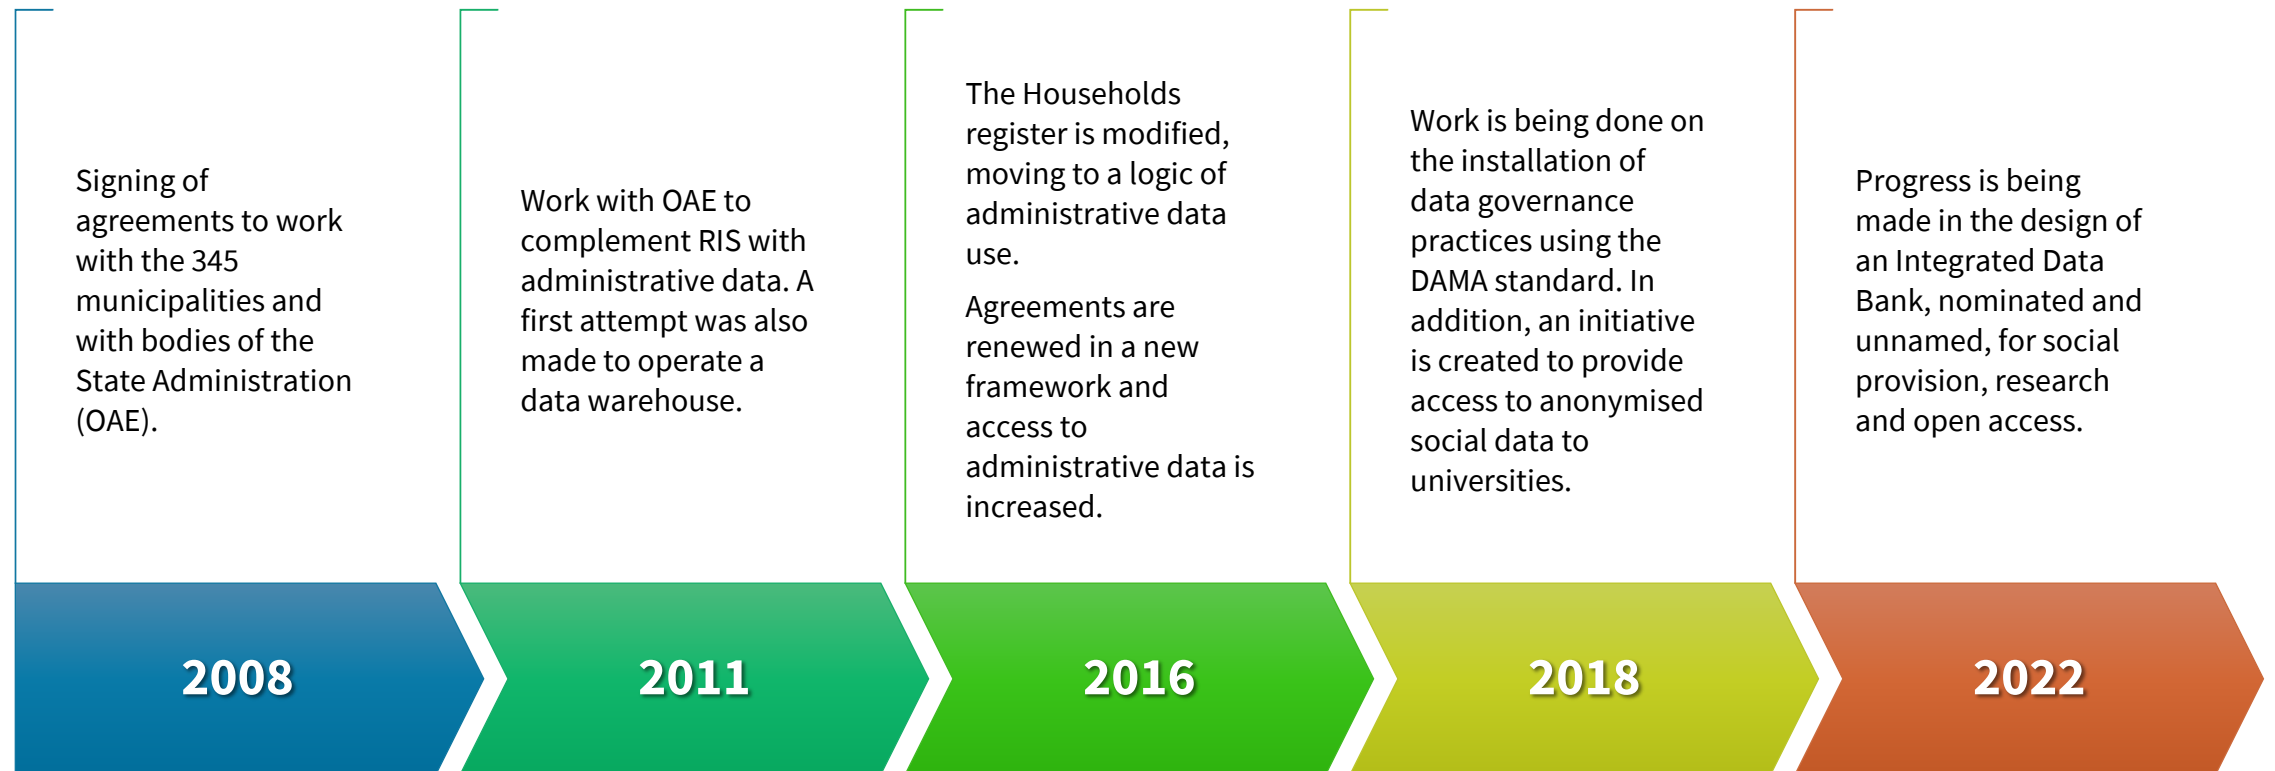 Signing of
agreements to work
with the 345
municipalities and
with bodies of the
State Administration
(OAE).
Work with OAE to
complement RIS with
administrative data. A
first attempt was also
made to operate a
data warehouse.
The Households
register is modified,
moving to a logic of
administrative data
use.
Agreements are
renewed in a new
framework and
access to
administrative data is
increased.
Work is being done on
the installation of
data governance
practices using the
DAMA standard. In
addition, an initiative
is created to provide
access to anonymised
social data to
universities.
Progress is being
made in the design of
an Integrated Data
Bank, nominated and
unnamed, for social
provision, research
and open access.
2008
2011
2016
2018
2022